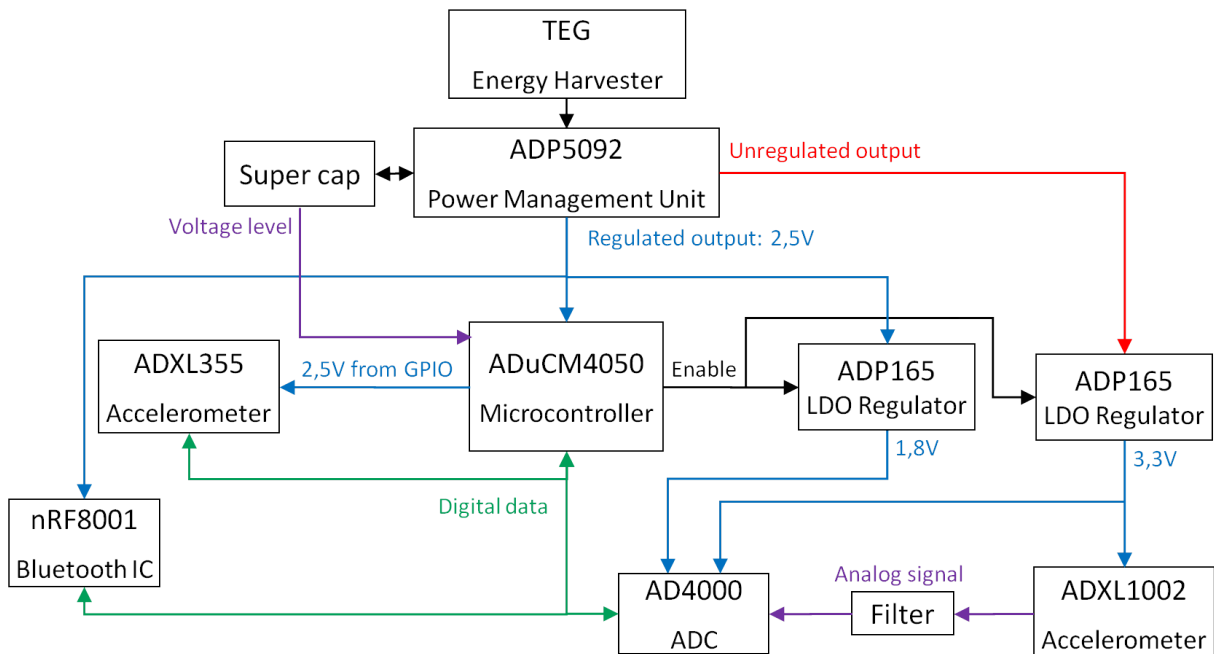 TEG
Energy Harvester
ADP5092
Power Management Unit
Super cap
Unregulated output
Voltage level
Regulated output: 2,5V
ADXL355
Accelerometer
2,5V from GPIO
ADuCM4050
Microcontroller
Enable
ADP165
LDO Regulator
ADP165
LDO Regulator
1,8V
3,3V
Digital data
nRF8001
Bluetooth IC
AD4000
ADC
Analog signal
Filter
ADXL1002
Accelerometer